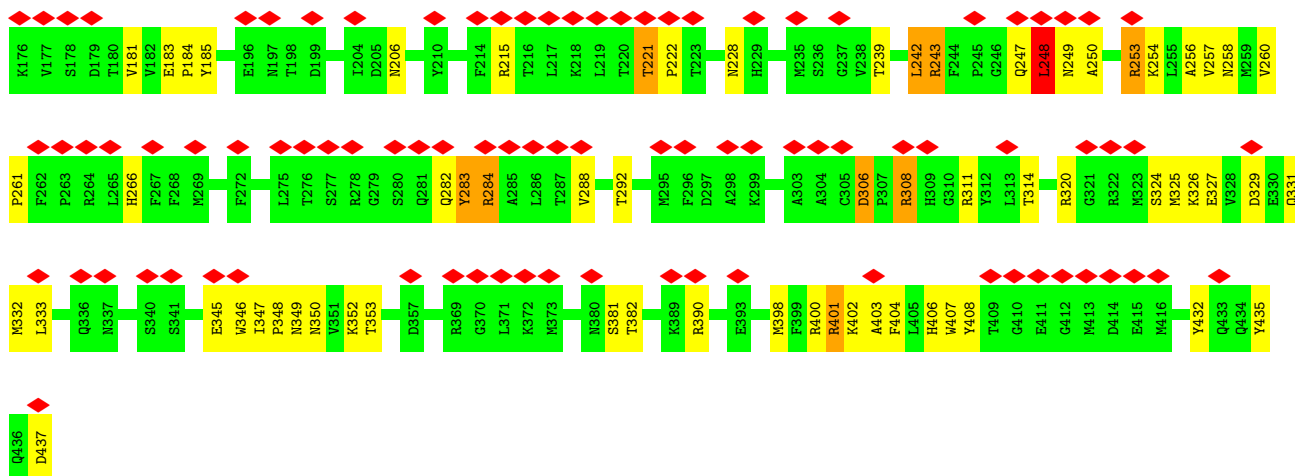 K176 V177 S178 D179 T180 V181 V182 E183 P184 Y185 E196 N197 T198 D199 I204 D205 N206 Y210 F214 R215 T216 L217 K218 L219 T220 T221 P222 T223 N228 H229 M235 S236 G237 V238 T239 L242 R243 F244 P245 G246 Q247 L248 N249 A250 R253 K254 L255 A256 V257 N258 M259 V260
P261 F262 P263 R264 L265 H266 F267 F268 M269 F272 L275 T276 S277 R278 G279 S280 Q281 Q282 Y283 R284 A285 L286 T287 V288 T292 M295 F296 D297 A298 K299 A303 A304 C305 D306 P307 R308 H309 G310 R311 Y312 L313 T314 R320 G321 R322 M323 S324 M325 K326 E327 V328 D329 E330 Q331
M332 L333 Q336 N337 S340 S341 E345 W346 I347 P348 N349 N350 V351 K352 T353 D357 R369 G370 L371 K372 M373 N380 S381 T382 K389 R390 E393 M398 F399 R400 R401 K402 A403 F404 L405 H406 W407 Y408 T409 G410 E411 G412 M413 D414 E415 M416 Y432 Q433 Q434 Y435
Q436 D437